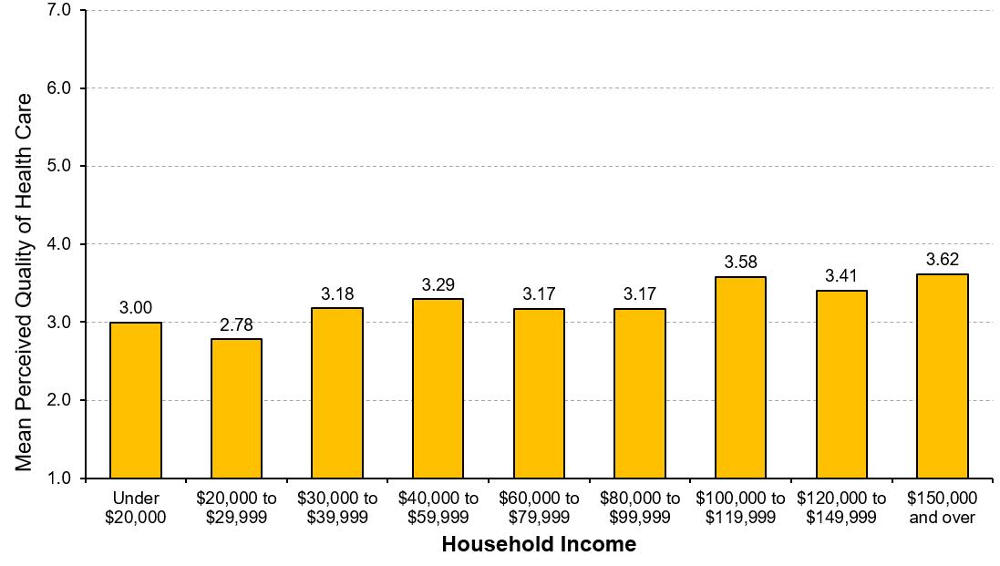 Mean Perceived Quality of Health Care
7.0
6.0
5.0
4.0
3.0
2.0
1.0
3.00
2.78
3.18
3.29
3.17
3.17
3.58
3.41
3.62
Under
$20,000
$20,000 to
$29,999
$30,000 to
$39,999
$40,000 to
$59,999
$60,000 to
$79,999
$80,000 to
$99,999
$100,000 to
$119,999
$120,000 to
$149,999
$150,000
and over
Household Income